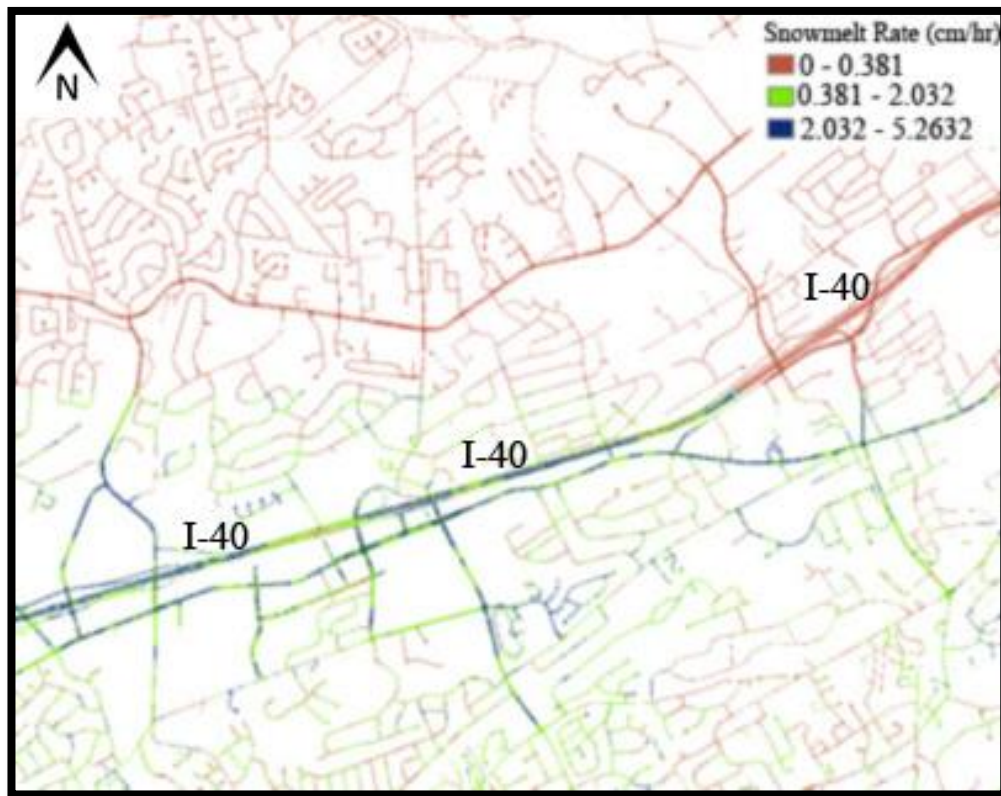 N
Snowmelt Rate (cm/hr)
0 - 0.381
0.381 - 2.032
2.032 - 5.2632
I-40
I-40
I-40